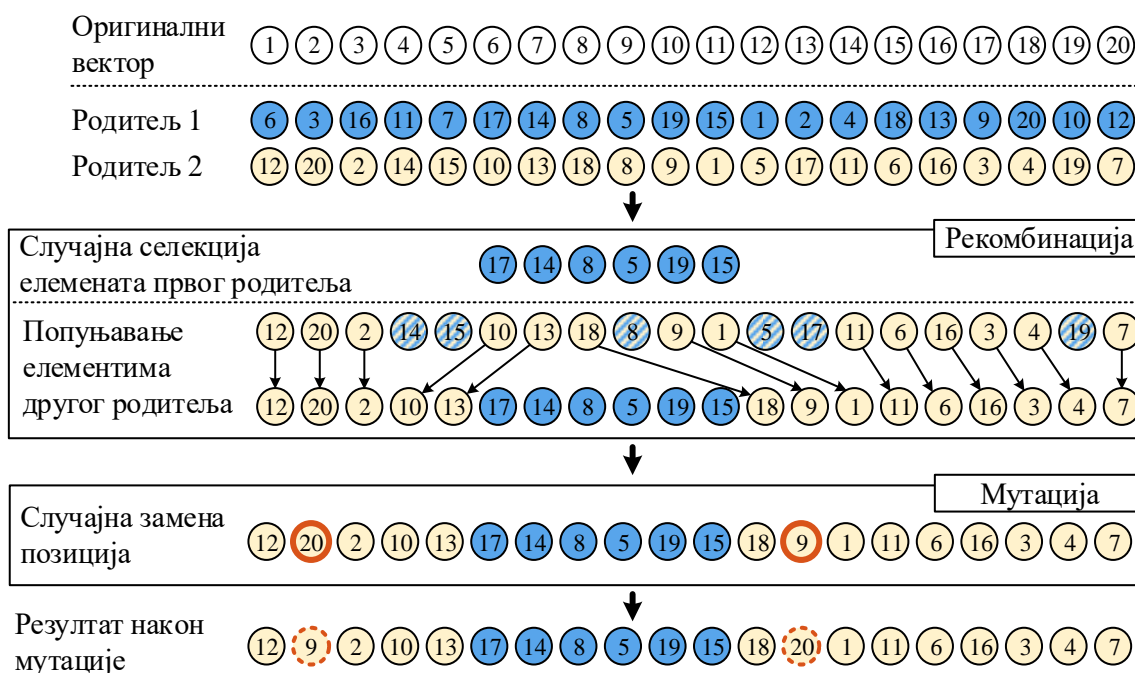 Оригинални
вектор
1 2 3 4 5 6 7 8 9 10 11 12 13 14 15 16 17 18 19 20
Родитељ 1
6 3 16 11 7 17 14 8 5 19 15 1 2 4 18 13 9 20 10 12
Родитељ 2
12 20 2 14 15 10 13 18 8 9 1 5 17 11 6 16 3 4 19 7
Рекомбинација
Случајна селекција
елемената првог родитеља
17 14 8 5 19 15
Попуњавање
елементима
другог родитеља
12 20 2 14 15 10 13 18 8 9 1 5 17 11 6 16 3 4 19 7
12 20 2 10 13 17 14 8 5 19 15 18 9 1 11 6 16 3 4 7
Мутација
Случајна замена
позиција
12 20 2 10 13 17 14 8 5 19 15 18 9 1 11 6 16 3 4 7
Резултат након
мутације
12 9 2 10 13 17 14 8 5 19 15 18 20 1 11 6 16 3 4 7